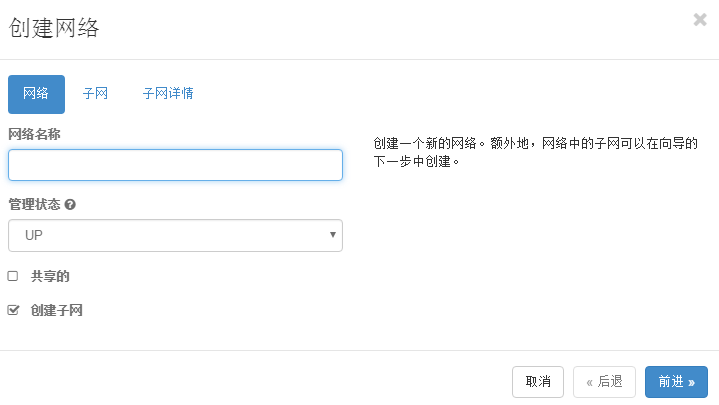 创建网络
网络
子网
子网详情
网络名称
创建一个新的网络。额外地，网络中的子网可以在向导的
下一步中创建。
管理状态
UP
共享的
创建子网
取消
« 后退
前进 »